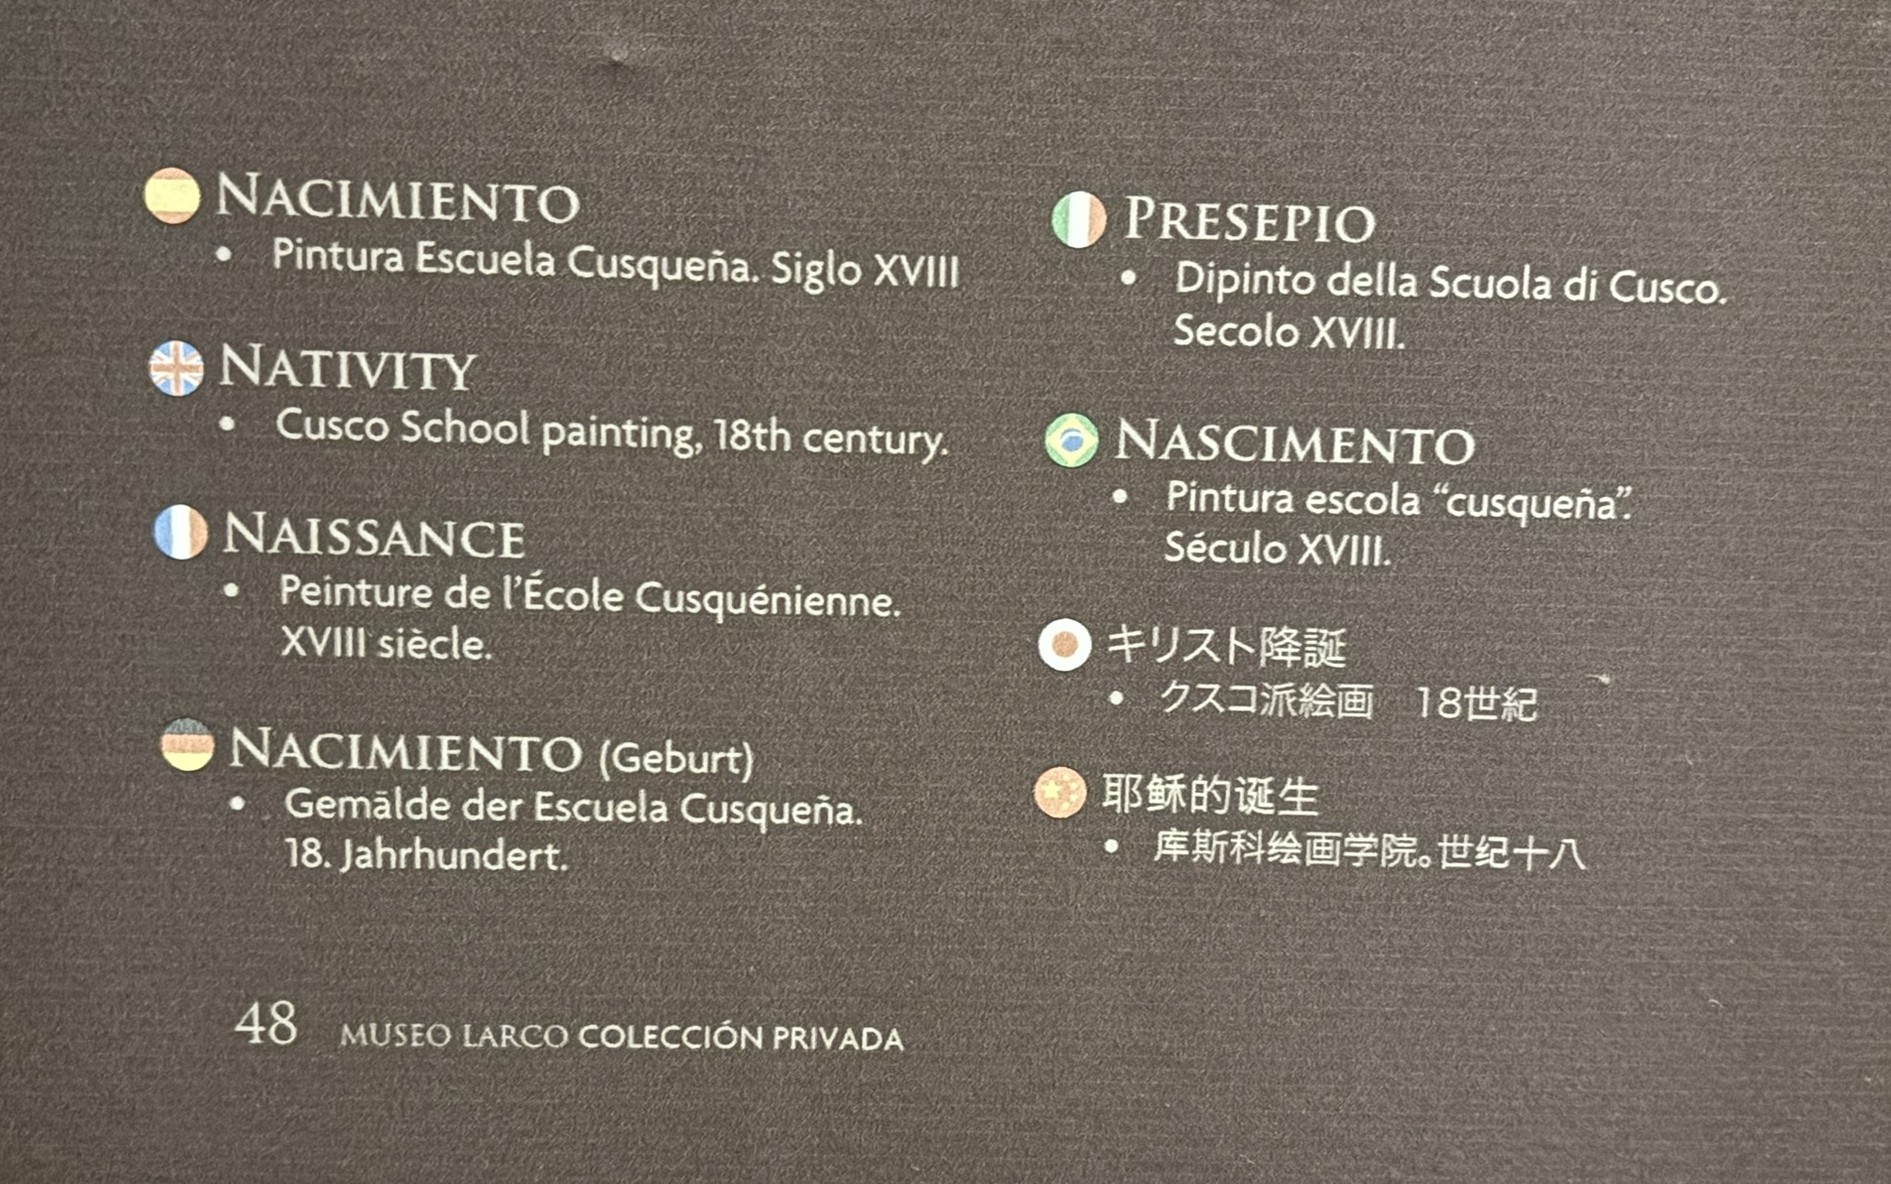 NACIMIENTO
• Pintura Escuela Cusqueña. Siglo XVIII
NATIVITY
• Cusco School painting, 18th century.
NAISSANCE
• Peinture de l'École Cusquénienne.
XVIII siècle.
NACIMIENTO (Geburt)
• Gemälde der Escuela Cusqueña.
18. Jahrhundert.
PRESEPIO
• Dipinto della Scuola di Cusco.
Secolo XVIII.
NASCIMENTO
• Pintura escola “cusqueña”.
Século XVIII.
キリスト降誕
• クスコ派絵画　18世紀
耶稣的诞生
• 库斯科绘画学院。世纪十八
48 MUSEO LARCO COLECCIÓN PRIVADA